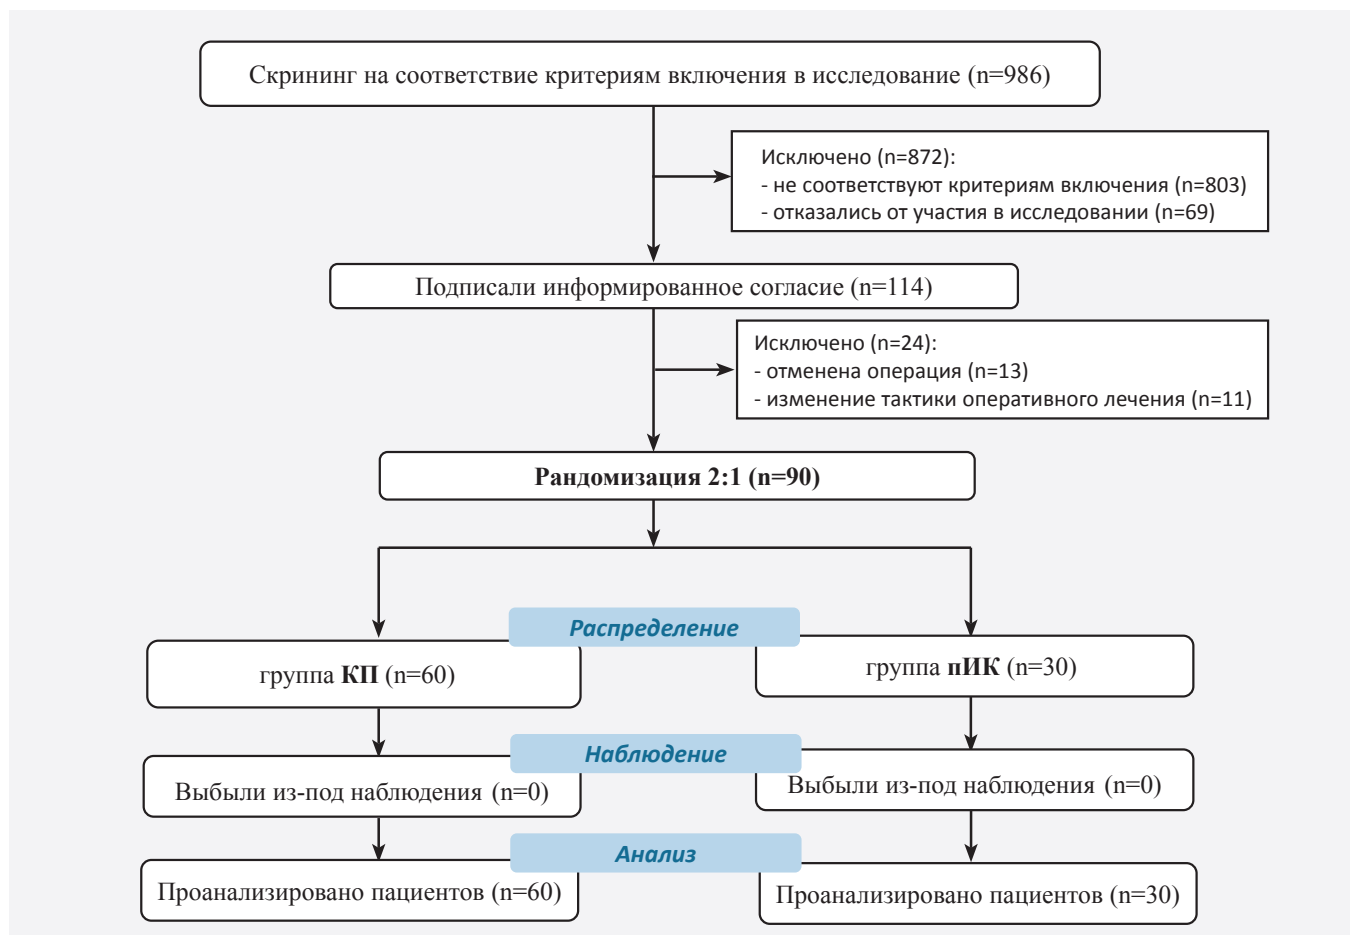 Скрининг на соответствие критериям включения в исследование (n=986)
Исключено (n=872):
- не соответствуют критериям включения (n=803)
- отказались от участия в исследовании (n=69)
Подписали информированное согласие (n=114)
Исключено (n=24):
- отменена операция (n=13)
- изменение тактики оперативного лечения (n=11)
Рандомизация 2:1 (n=90)
Распределение
группа КП (n=60)
группа пИК (n=30)
Наблюдение
Выбыли из-под наблюдения (n=0)
Выбыли из-под наблюдения (n=0)
Анализ
Проанализировано пациентов (n=60)
Проанализировано пациентов (n=30)